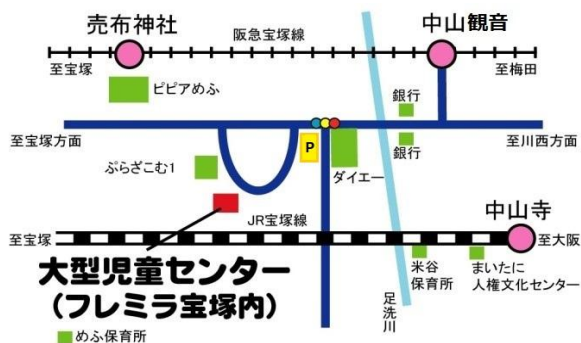 売布神社
阪急宝塚線
中山観音
至宝塚
至梅田
ピピアめふ
銀行
至宝塚方面
至川西方面
P
銀行
ぷらざこむ1
ダイエー
JR宝塚線
中山寺
至宝塚
至大阪
大型児童センター
(フレミラ宝塚内)
米谷
保育所
まいたに
人権文化センター
足洗川
めふ保育所